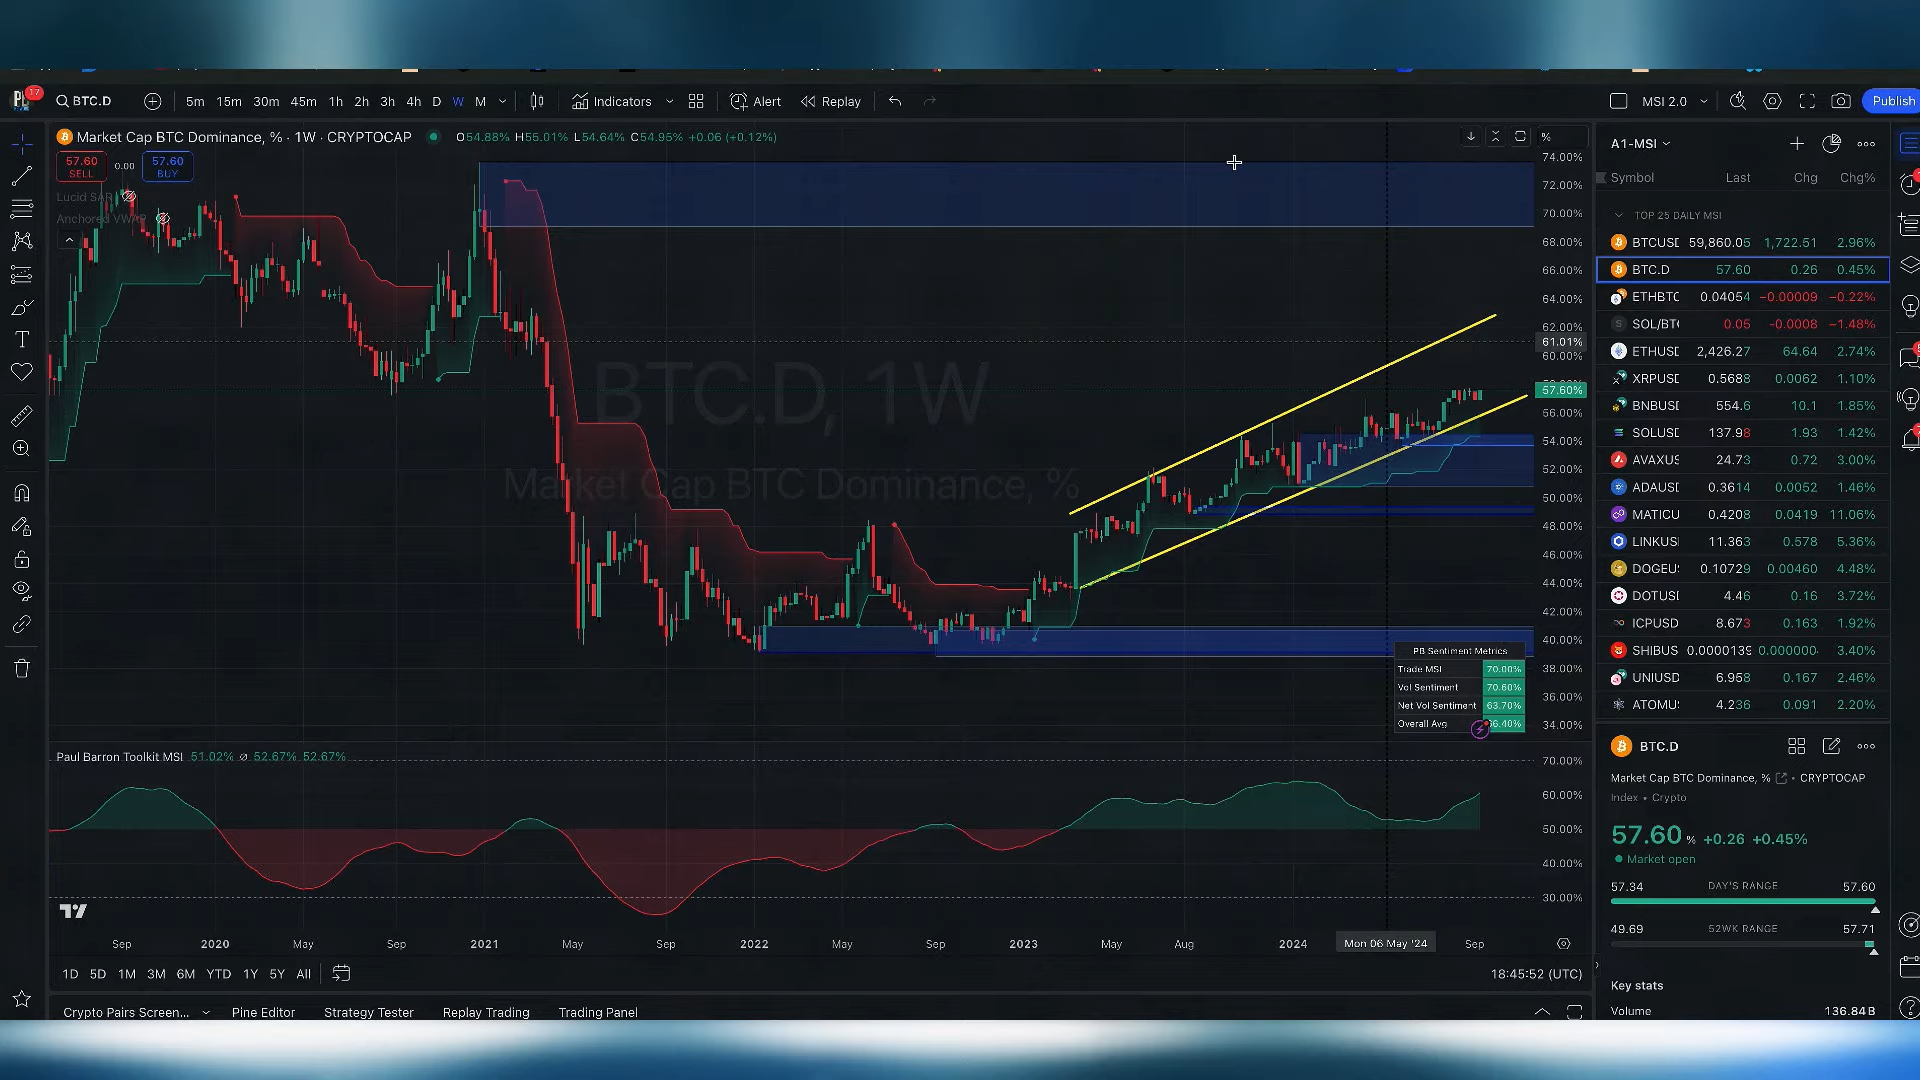 17
BTC.D
5m 15m 30m 45m 1h 2h 3h 4h D W M
Indicators
Alert
Replay
MSI 2.0
Publish
Market Cap BTC Dominance, % · 1W · CRYPTOCAP
O54.88% H55.01% L54.64% C54.95% +0.06 (+0.12%)
57.60
SELL
0.00
57.60
BUY
Lucid SAR
Anchored VWAP
BTC.D, 1W
Market Cap BTC Dominance, %
%
74.00%
72.00%
70.00%
68.00%
66.00%
64.00%
62.00%
61.01%
60.00%
57.60%
56.00%
54.00%
52.00%
50.00%
48.00%
46.00%
44.00%
42.00%
40.00%
38.00%
36.00%
34.00%
PB Sentiment Metrics
Trade MSI 70.00%
Vol Sentiment 70.60%
Net Vol Sentiment 63.70%
Overall Avg 6.40%
Paul Barron Toolkit MSI 51.02% ∅ 52.67% 52.67%
70.00%
60.00%
50.00%
40.00%
30.00%
Sep 2020 May Sep 2021 May Sep 2022 May Sep 2023 May Aug 2024 Mon 06 May '24 Sep
1D 5D 1M 3M 6M YTD 1Y 5Y All
18:45:52 (UTC)
Crypto Pairs Screen... Pine Editor Strategy Tester Replay Trading Trading Panel
A1-MSI
Symbol Last Chg Chg%
TOP 25 DAILY MSI
BTCUSD 59,860.05 1,722.51 2.96%
BTC.D 57.60 0.26 0.45%
ETHBTC 0.04054 −0.00009 −0.22%
SOL/BT 0.05 -0.0008 −1.48%
ETHUSD 2,426.27 64.64 2.74%
XRPUSD 0.5688 0.0062 1.10%
BNBUSD 554.6 10.1 1.85%
SOLUSD 137.98 1.93 1.42%
AVAXUS 24.73 0.72 3.00%
ADAUSD 0.3614 0.0052 1.46%
MATICU 0.4208 0.0419 11.06%
LINKUS 11.363 0.578 5.36%
DOGEU 0.10729 0.00460 4.48%
DOTUSD 4.46 0.16 3.72%
ICPUSD 8.673 0.163 1.92%
SHIBUS 0.0000139 0.0000000 3.40%
UNIUSD 6.958 0.167 2.46%
ATOMU 4.236 0.091 2.20%
BTC.D
Market Cap BTC Dominance, % • CRYPTOCAP
Index • Crypto
57.60 % +0.26 +0.45%
Market open
57.34 DAY'S RANGE 57.60
49.69 52WK RANGE 57.71
Key stats
Volume 136.84B